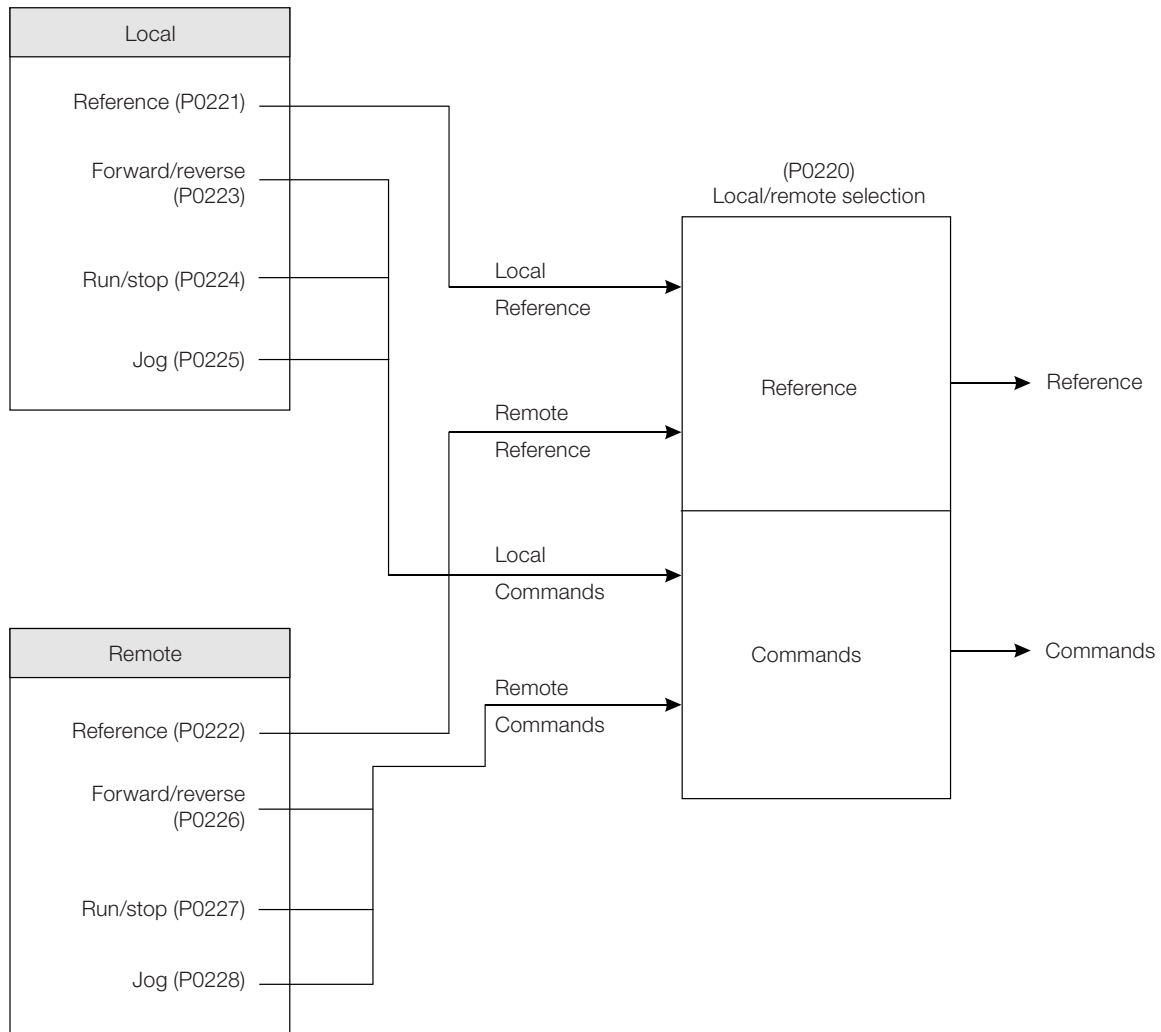 Local
Reference (P0221)
Forward/reverse
(P0223)
Run/stop (P0224)
Jog (P0225)
(P0220)
Local/remote selection
Local
Reference
Remote
Reference
Local
Commands
Remote
Commands
Reference
Commands
Reference
Commands
Remote
Reference (P0222)
Forward/reverse
(P0226)
Run/stop (P0227)
Jog (P0228)